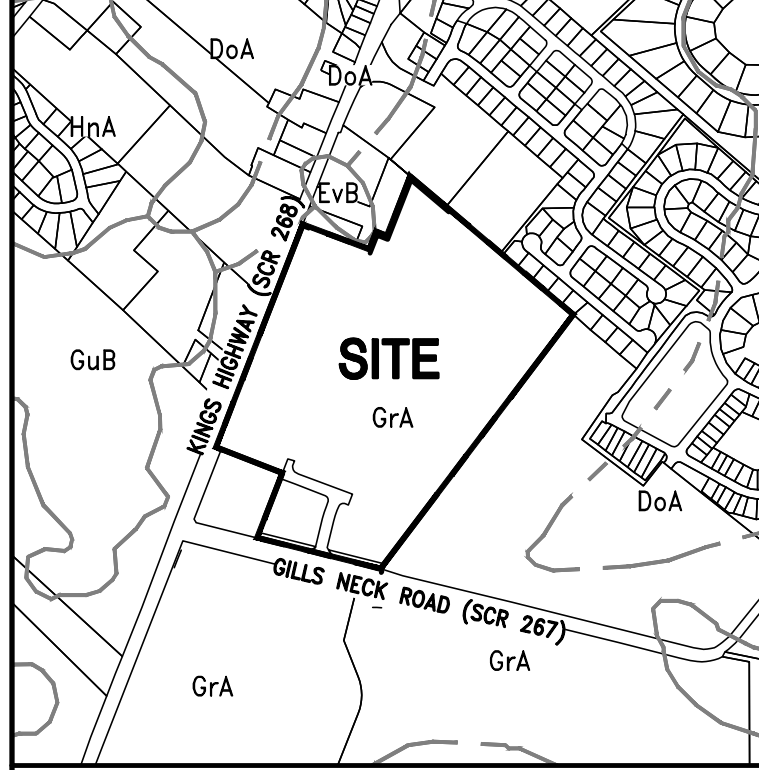 DoA
DoA
HnA
EvB
KINGS HIGHWAY (SCR 268)
SITE
GuB
GrA
DoA
GILLS NECK ROAD (SCR 267)
GrA
GrA